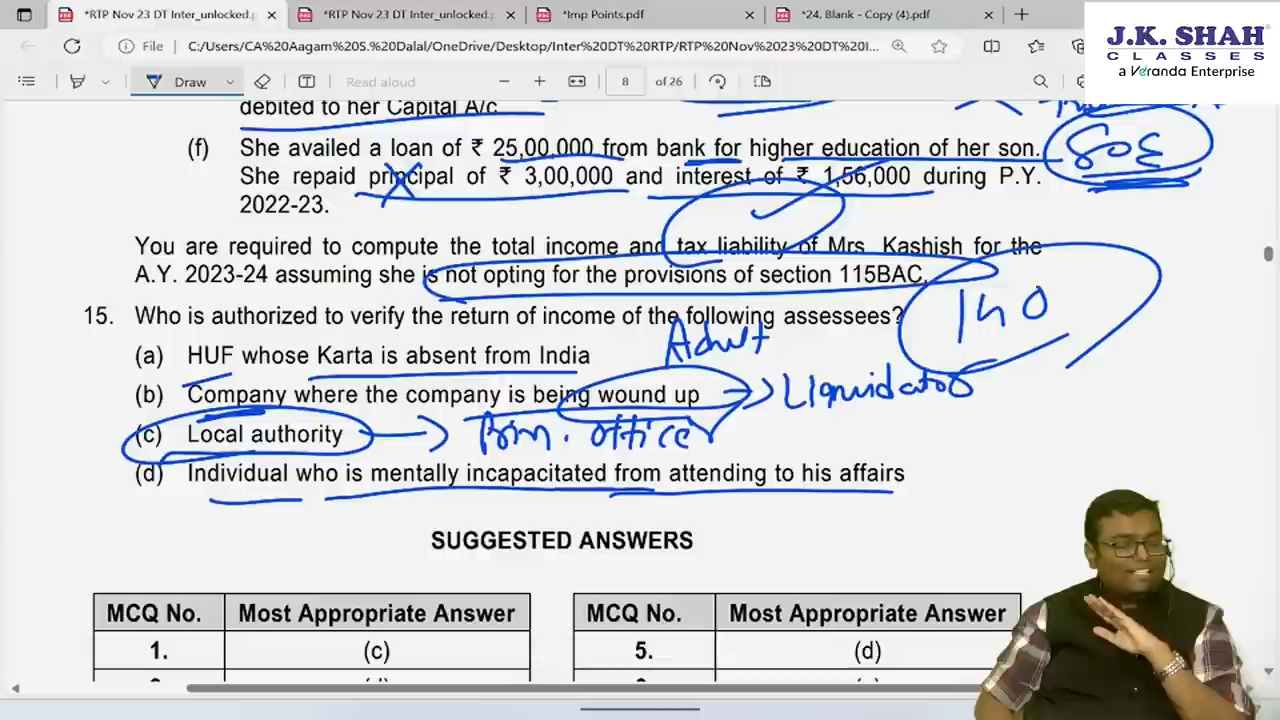 *RTP Nov 23 DT Inter_unlocked.p
*RTP Nov 23 DT Inter_unlocked.p
*Imp Points.pdf
*24. Blank - Copy (4).pdf
J.K. SHAH
CLASSES
a Veranda Enterprise
File
C:/Users/CA%20Aagam%20S.%20Dalal/OneDrive/Desktop/Inter%20DT%20RTP/RTP%20Nov%2023%20DT%20I...
Draw
Read aloud
8 of 26
debited to her Capital A/c
(f) She availed a loan of ₹ 25,00,000 from bank for higher education of her son.
80E
She repaid principal of ₹ 3,00,000 and interest of ₹ 1,56,000 during P.Y.
2022-23.
You are required to compute the total income and tax liability of Mrs. Kashish for the
A.Y. 2023-24 assuming she is not opting for the provisions of section 115BAC.
140
15. Who is authorized to verify the return of income of the following assessees?
Adult
(a) HUF whose Karta is absent from India
(b) Company where the company is being wound up
Liquidator
(c) Local authority
Prin. officer
(d) Individual who is mentally incapacitated from attending to his affairs
SUGGESTED ANSWERS
MCQ No. Most Appropriate Answer MCQ No. Most Appropriate Answer
1. (c) 5. (d)